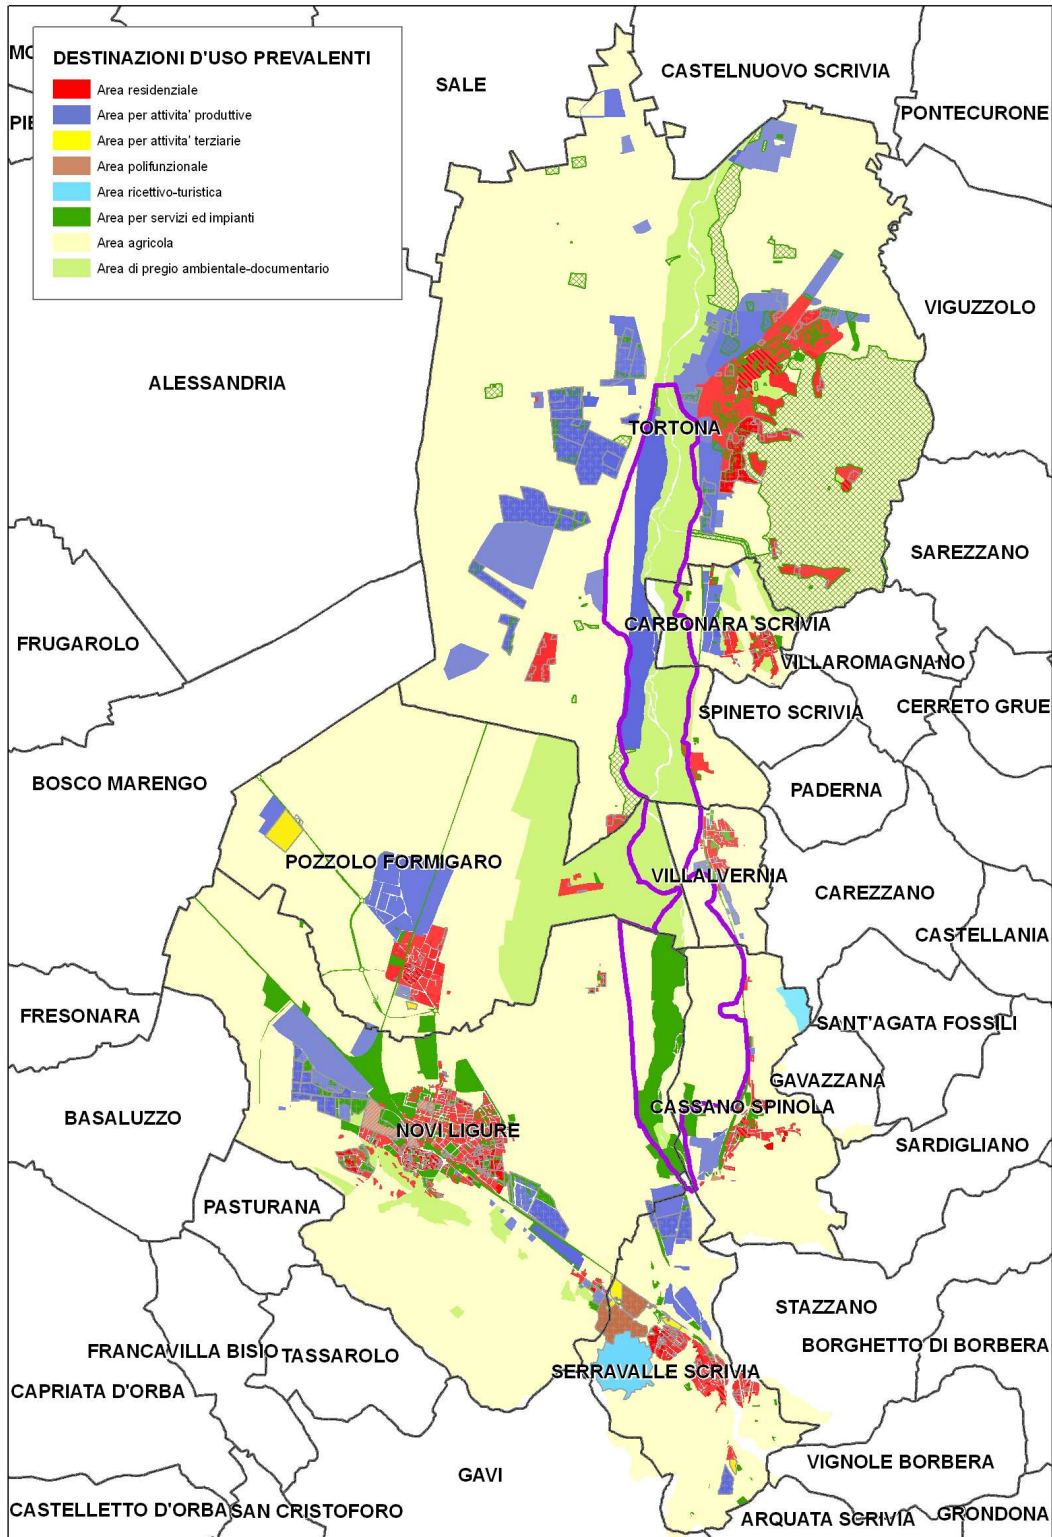 DESTINAZIONI D'USO PREVALENTI
Area residenziale
Area per attivita' produttive
Area per attivita' terziarie
Area polifunzionale
Area ricettivo-turistica
Area per servizi ed impianti
Area agricola
Area di pregio ambientale-documentario
SALE
CASTELNUOVO SCRIVIA
PONTECURONE
VIGUZZOLO
ALESSANDRIA
TORTONA
SAREZZANO
FRUGAROLO
CARBONARA SCRIVIA
VILLAROMAGNANO
SPINETO SCRIVIA
CERRETO GRUE
BOSCO MARENGO
PADERNA
POZZOLO FORMIGARO
VILLALVERNIA
CAREZZANO
CASTELLANIA
FRESONARA
SANT'AGATA FOSSILI
GAVAZZANA
BASALUZZO
NOVI LIGURE
CASSANO SPINOLA
SARDIGLIANO
PASTURANA
STAZZANO
FRANCAVILLA BISIO
TASSAROLO
BORGHETTO DI BORBERA
CAPRIATA D'ORBA
SERRAVALLE SCRIVIA
GAVI
VIGNOLE BORBERA
CASTELLETTO D'ORBA
SAN CRISTOFORO
ARQUATA SCRIVIA
GRONDONA